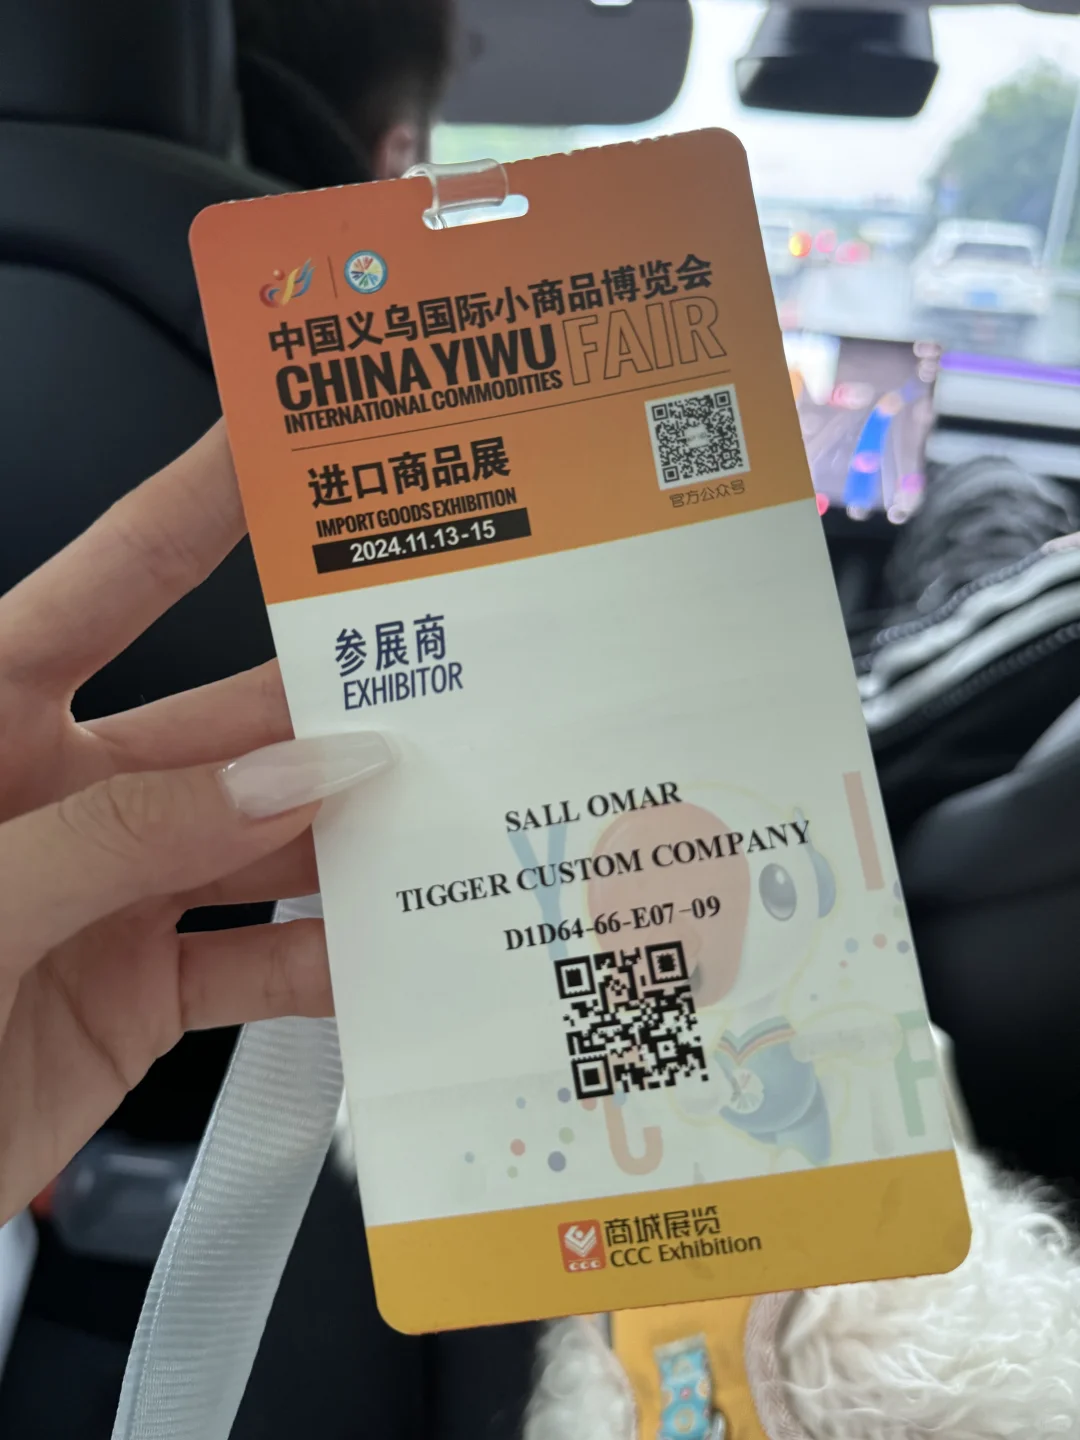 中国义乌国际小商品博览会
CHINA YIWU FAIR
INTERNATIONAL COMMODITIES
进口商品展
IMPORT GOODS EXHIBITION
2024.11.13-15
官方公众号
参展商
EXHIBITOR
SALL OMAR
TIGGER CUSTOM COMPANY
D1D64-66-E07-09
商城展览
CCC
CCC Exhibition